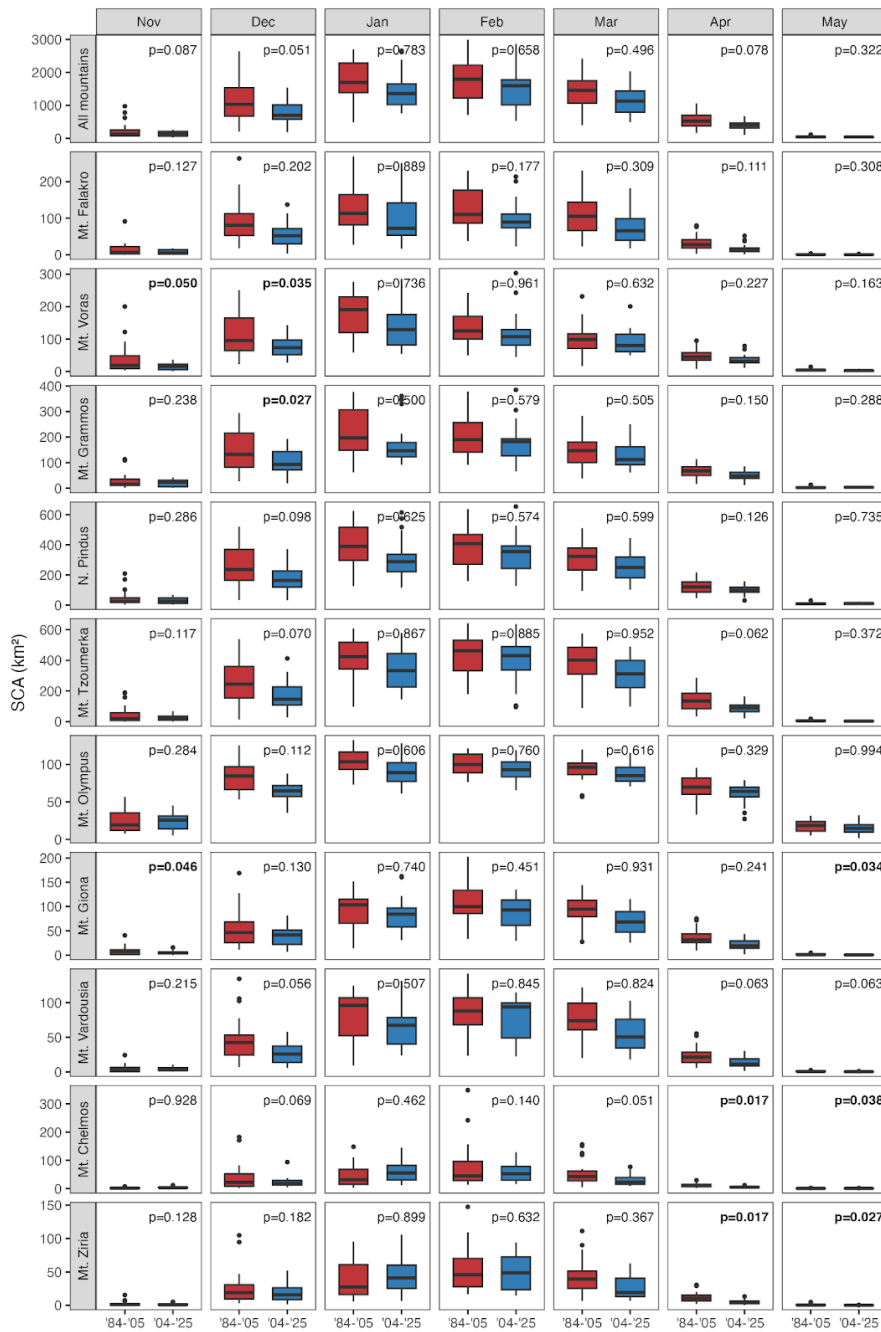 Nov Dec Jan Feb Mar Apr May
SCA (km²)
All mountains
3000
2000
1000
0
p=0.087 p=0.051 p=0.783 p=0.658 p=0.496 p=0.078 p=0.322
Mt. Falakro
200
100
0
p=0.127 p=0.202 p=0.889 p=0.177 p=0.309 p=0.111 p=0.308
Mt. Voras
300
200
100
0
p=0.050 p=0.035 p=0.736 p=0.961 p=0.632 p=0.227 p=0.163
Mt. Grammos
400
300
200
100
0
p=0.238 p=0.027 p=0.500 p=0.579 p=0.505 p=0.150 p=0.288
N. Pindus
600
400
200
0
p=0.286 p=0.098 p=0.625 p=0.574 p=0.599 p=0.126 p=0.735
Mt. Tzoumerka
600
400
200
0
p=0.117 p=0.070 p=0.867 p=0.885 p=0.952 p=0.062 p=0.372
Mt. Olympus
100
50
0
p=0.284 p=0.112 p=0.606 p=0.760 p=0.616 p=0.329 p=0.994
Mt. Giona
200
150
100
50
0
p=0.046 p=0.130 p=0.740 p=0.451 p=0.931 p=0.241 p=0.034
Mt. Vardousia
100
50
0
p=0.215 p=0.056 p=0.507 p=0.845 p=0.824 p=0.063 p=0.063
Mt. Chelmos
300
200
100
0
p=0.928 p=0.069 p=0.462 p=0.140 p=0.051 p=0.017 p=0.038
Mt. Ziria
150
100
50
0
p=0.128 p=0.182 p=0.899 p=0.632 p=0.367 p=0.017 p=0.027
'84-'05 '04-'25 '84-'05 '04-'25 '84-'05 '04-'25 '84-'05 '04-'25 '84-'05 '04-'25 '84-'05 '04-'25 '84-'05 '04-'25